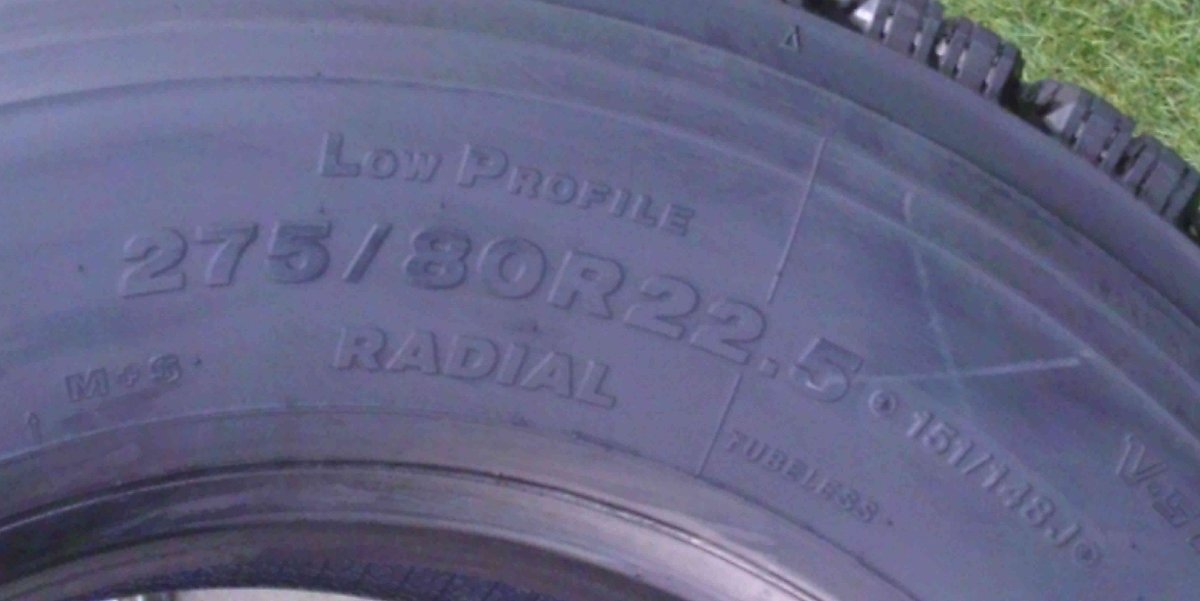 LOW PROFILE
275/80R22.5
151/148J
RADIAL
M+S
TUBELESS